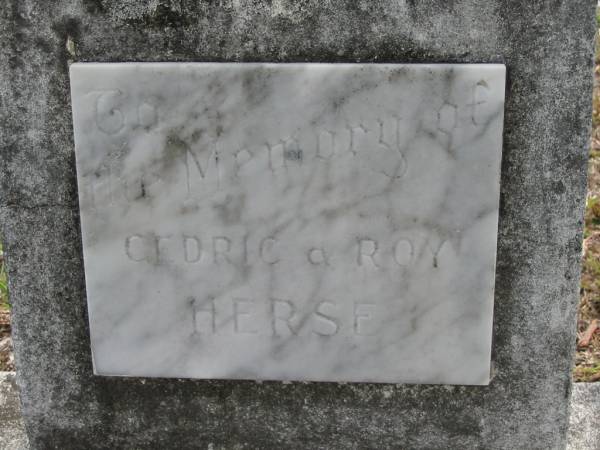 To
the Memory of
CEDRIC & ROY
HERSE